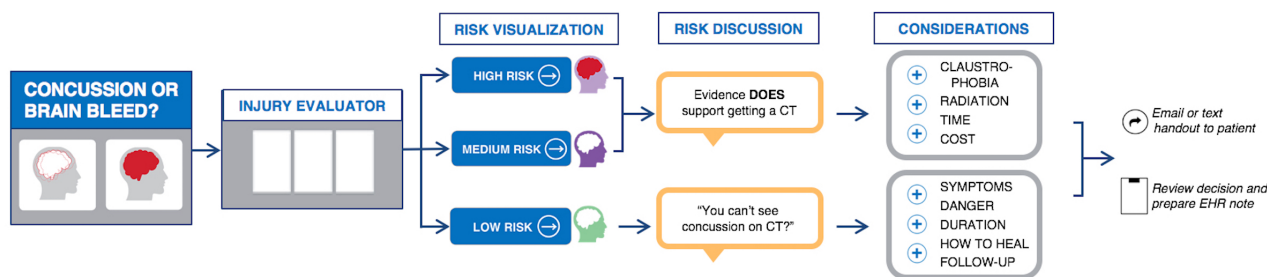 RISK VISUALIZATION
RISK DISCUSSION
CONSIDERATIONS
CONCUSSION OR
BRAIN BLEED?
INJURY EVALUATOR
HIGH RISK
MEDIUM RISK
LOW RISK
Evidence DOES
support getting a CT
"You can't see
concussion on CT?"
CLAUSTRO-
PHOBIA
RADIATION
TIME
COST
SYMPTOMS
DANGER
DURATION
HOW TO HEAL
FOLLOW-UP
Email or text
handout to patient
Review decision and
prepare EHR note